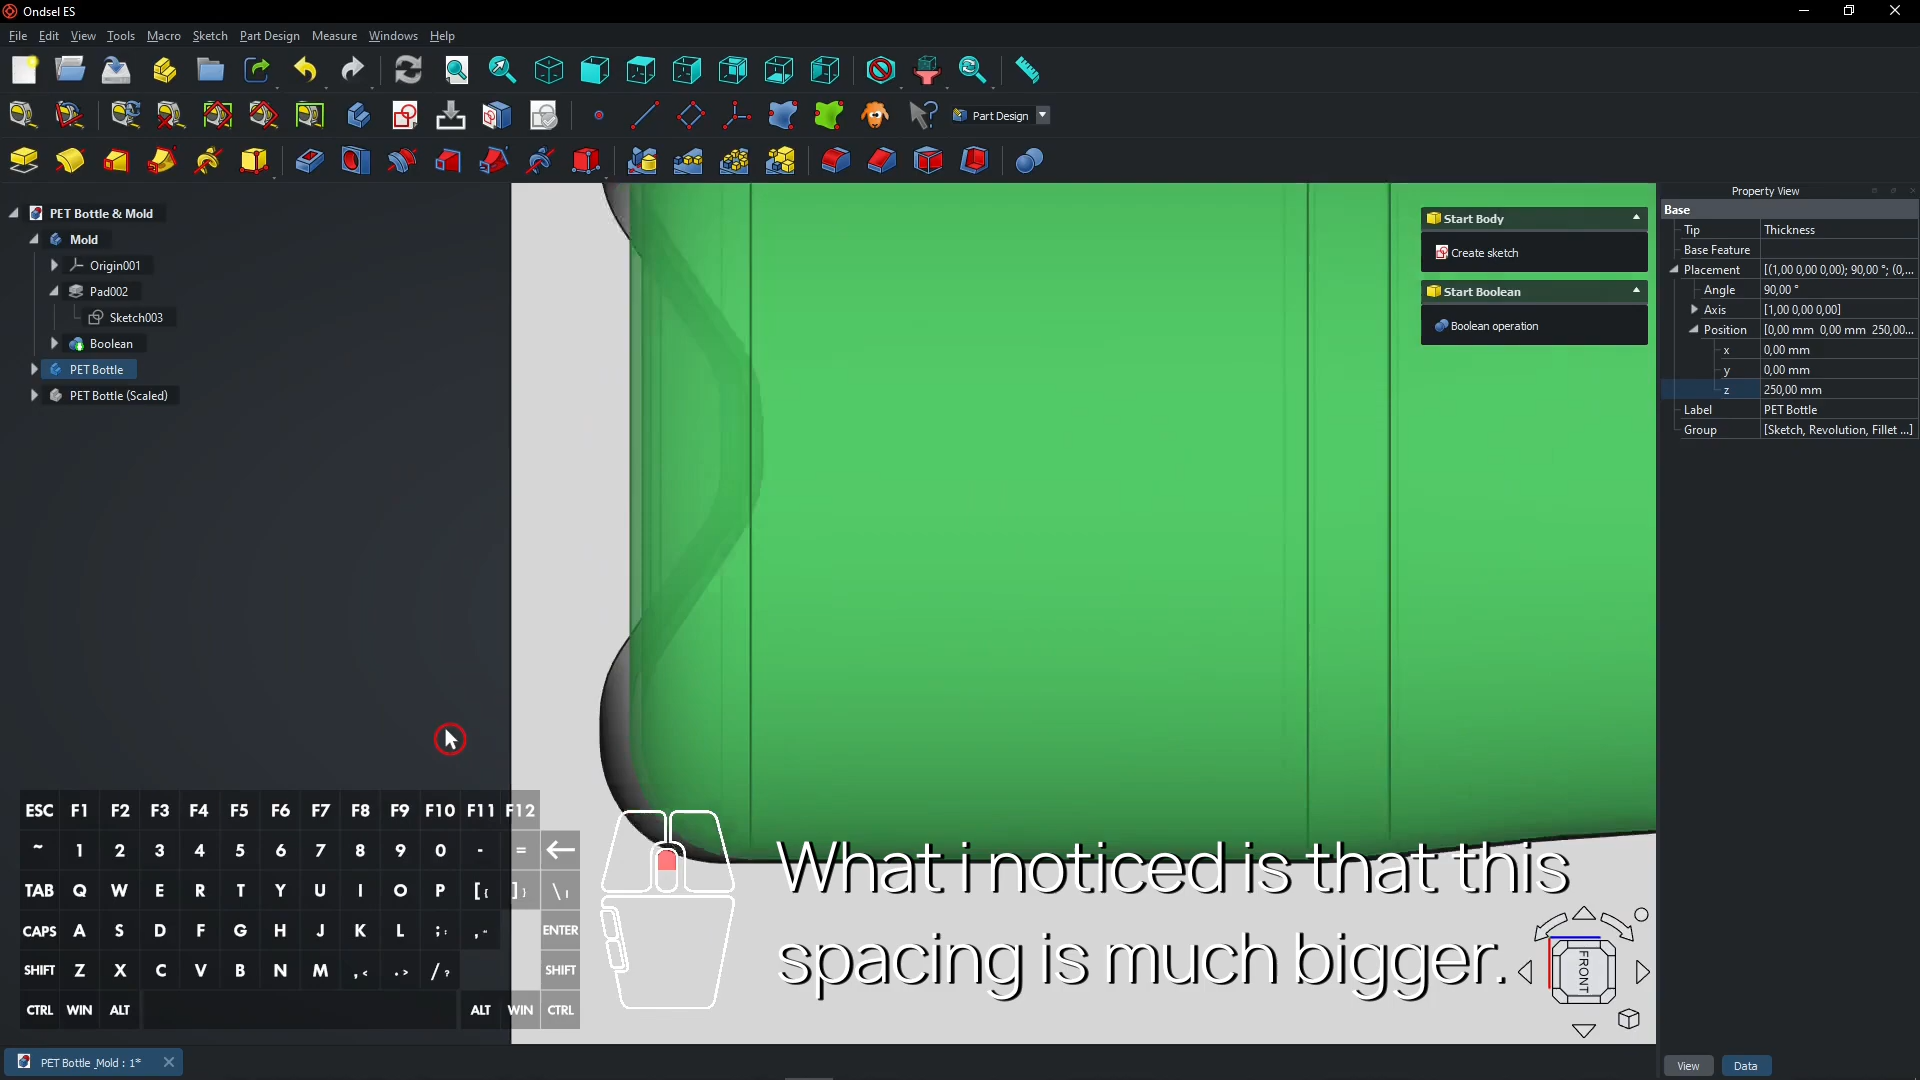 Ondsel ES
File Edit View Tools Macro Sketch Part Design Measure Windows Help
Part Design
PET Bottle & Mold
Mold
Origin001
Pad002
Sketch003
Boolean
PET Bottle
PET Bottle (Scaled)
Start Body
Create sketch
Start Boolean
Boolean operation
Property View
Base
Tip Thickness
Base Feature
Placement [(1,00 0,00 0,00); 90,00 °; (0,...
Angle 90,00 °
Axis [1,00 0,00 0,00]
Position [0,00 mm 0,00 mm 250,00...
x 0,00 mm
y 0,00 mm
z 250,00 mm
Label PET Bottle
Group [Sketch, Revolution, Fillet ...]
ESC F1 F2 F3 F4 F5 F6 F7 F8 F9 F10 F11 F12
~ 1 2 3 4 5 6 7 8 9 0 - = ←
TAB Q W E R T Y U I O P [{ ]} \|
CAPS A S D F G H J K L ;: ," ENTER
SHIFT Z X C V B N M ,< .> /? SHIFT
CTRL WIN ALT ALT WIN CTRL
What i noticed is that this
spacing is much bigger.
FRONT
PET Bottle_Mold : 1*
View Data